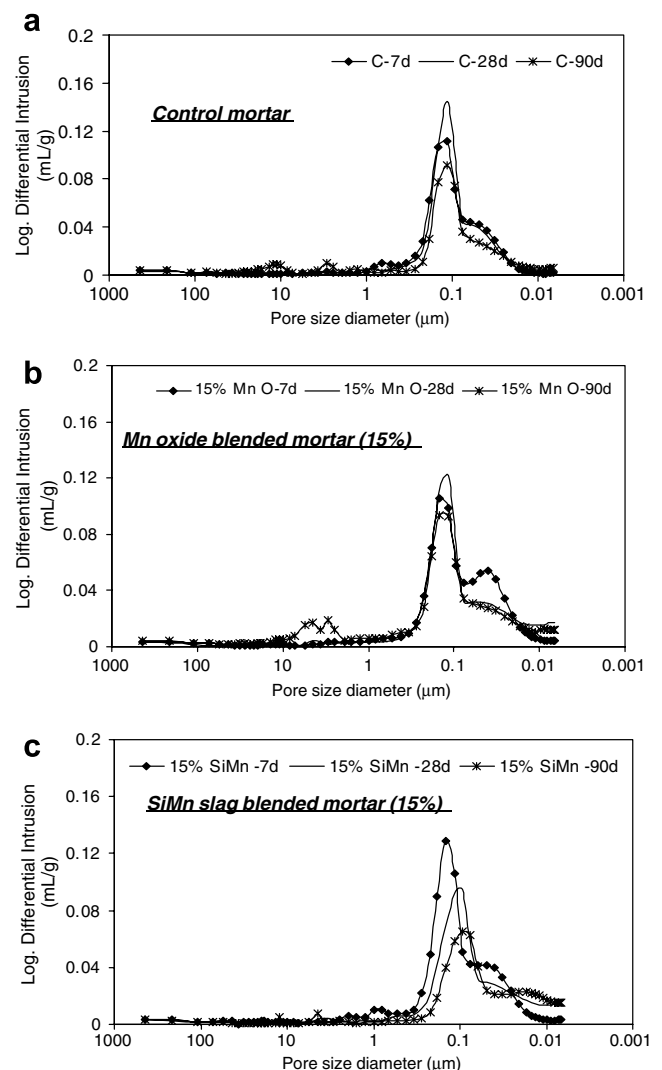 a
Log. Differential Intrusion
(mL/g)
0.2
0.16
0.12
0.08
0.04
0
C-7d C-28d C-90d
Control mortar
1000 100 10 1 0.1 0.01 0.001
Pore size diameter (μm)
b
Log. Differential Intrusion
(mL/g)
0.2
0.16
0.12
0.08
0.04
0
15% Mn O-7d 15% Mn O-28d 15% Mn O-90d
Mn oxide blended mortar (15%)
1000 100 10 1 0.1 0.01 0.001
Pore size diameter (μm)
c
Log. Differential Intrusion
(mL/g)
0.2
0.16
0.12
0.08
0.04
0
15% SiMn -7d 15% SiMn -28d 15% SiMn -90d
SiMn slag blended mortar (15%)
1000 100 10 1 0.1 0.01 0.001
Pore size diameter (μm)